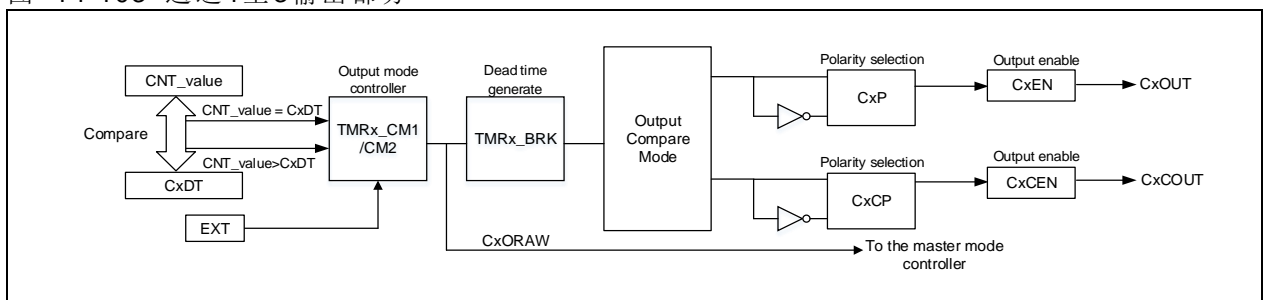 CNT_value
Compare
CxDT
CNT_value = CxDT
CNT_value>CxDT
EXT
Output mode
controller
TMRx_CM1
/CM2
Dead time
generate
TMRx_BRK
CxORAW
Output
Compare
Mode
Polarity selection
CxP
Output enable
CxEN
CxOUT
Polarity selection
CxCP
Output enable
CxCEN
CxCOUT
To the master mode
controller